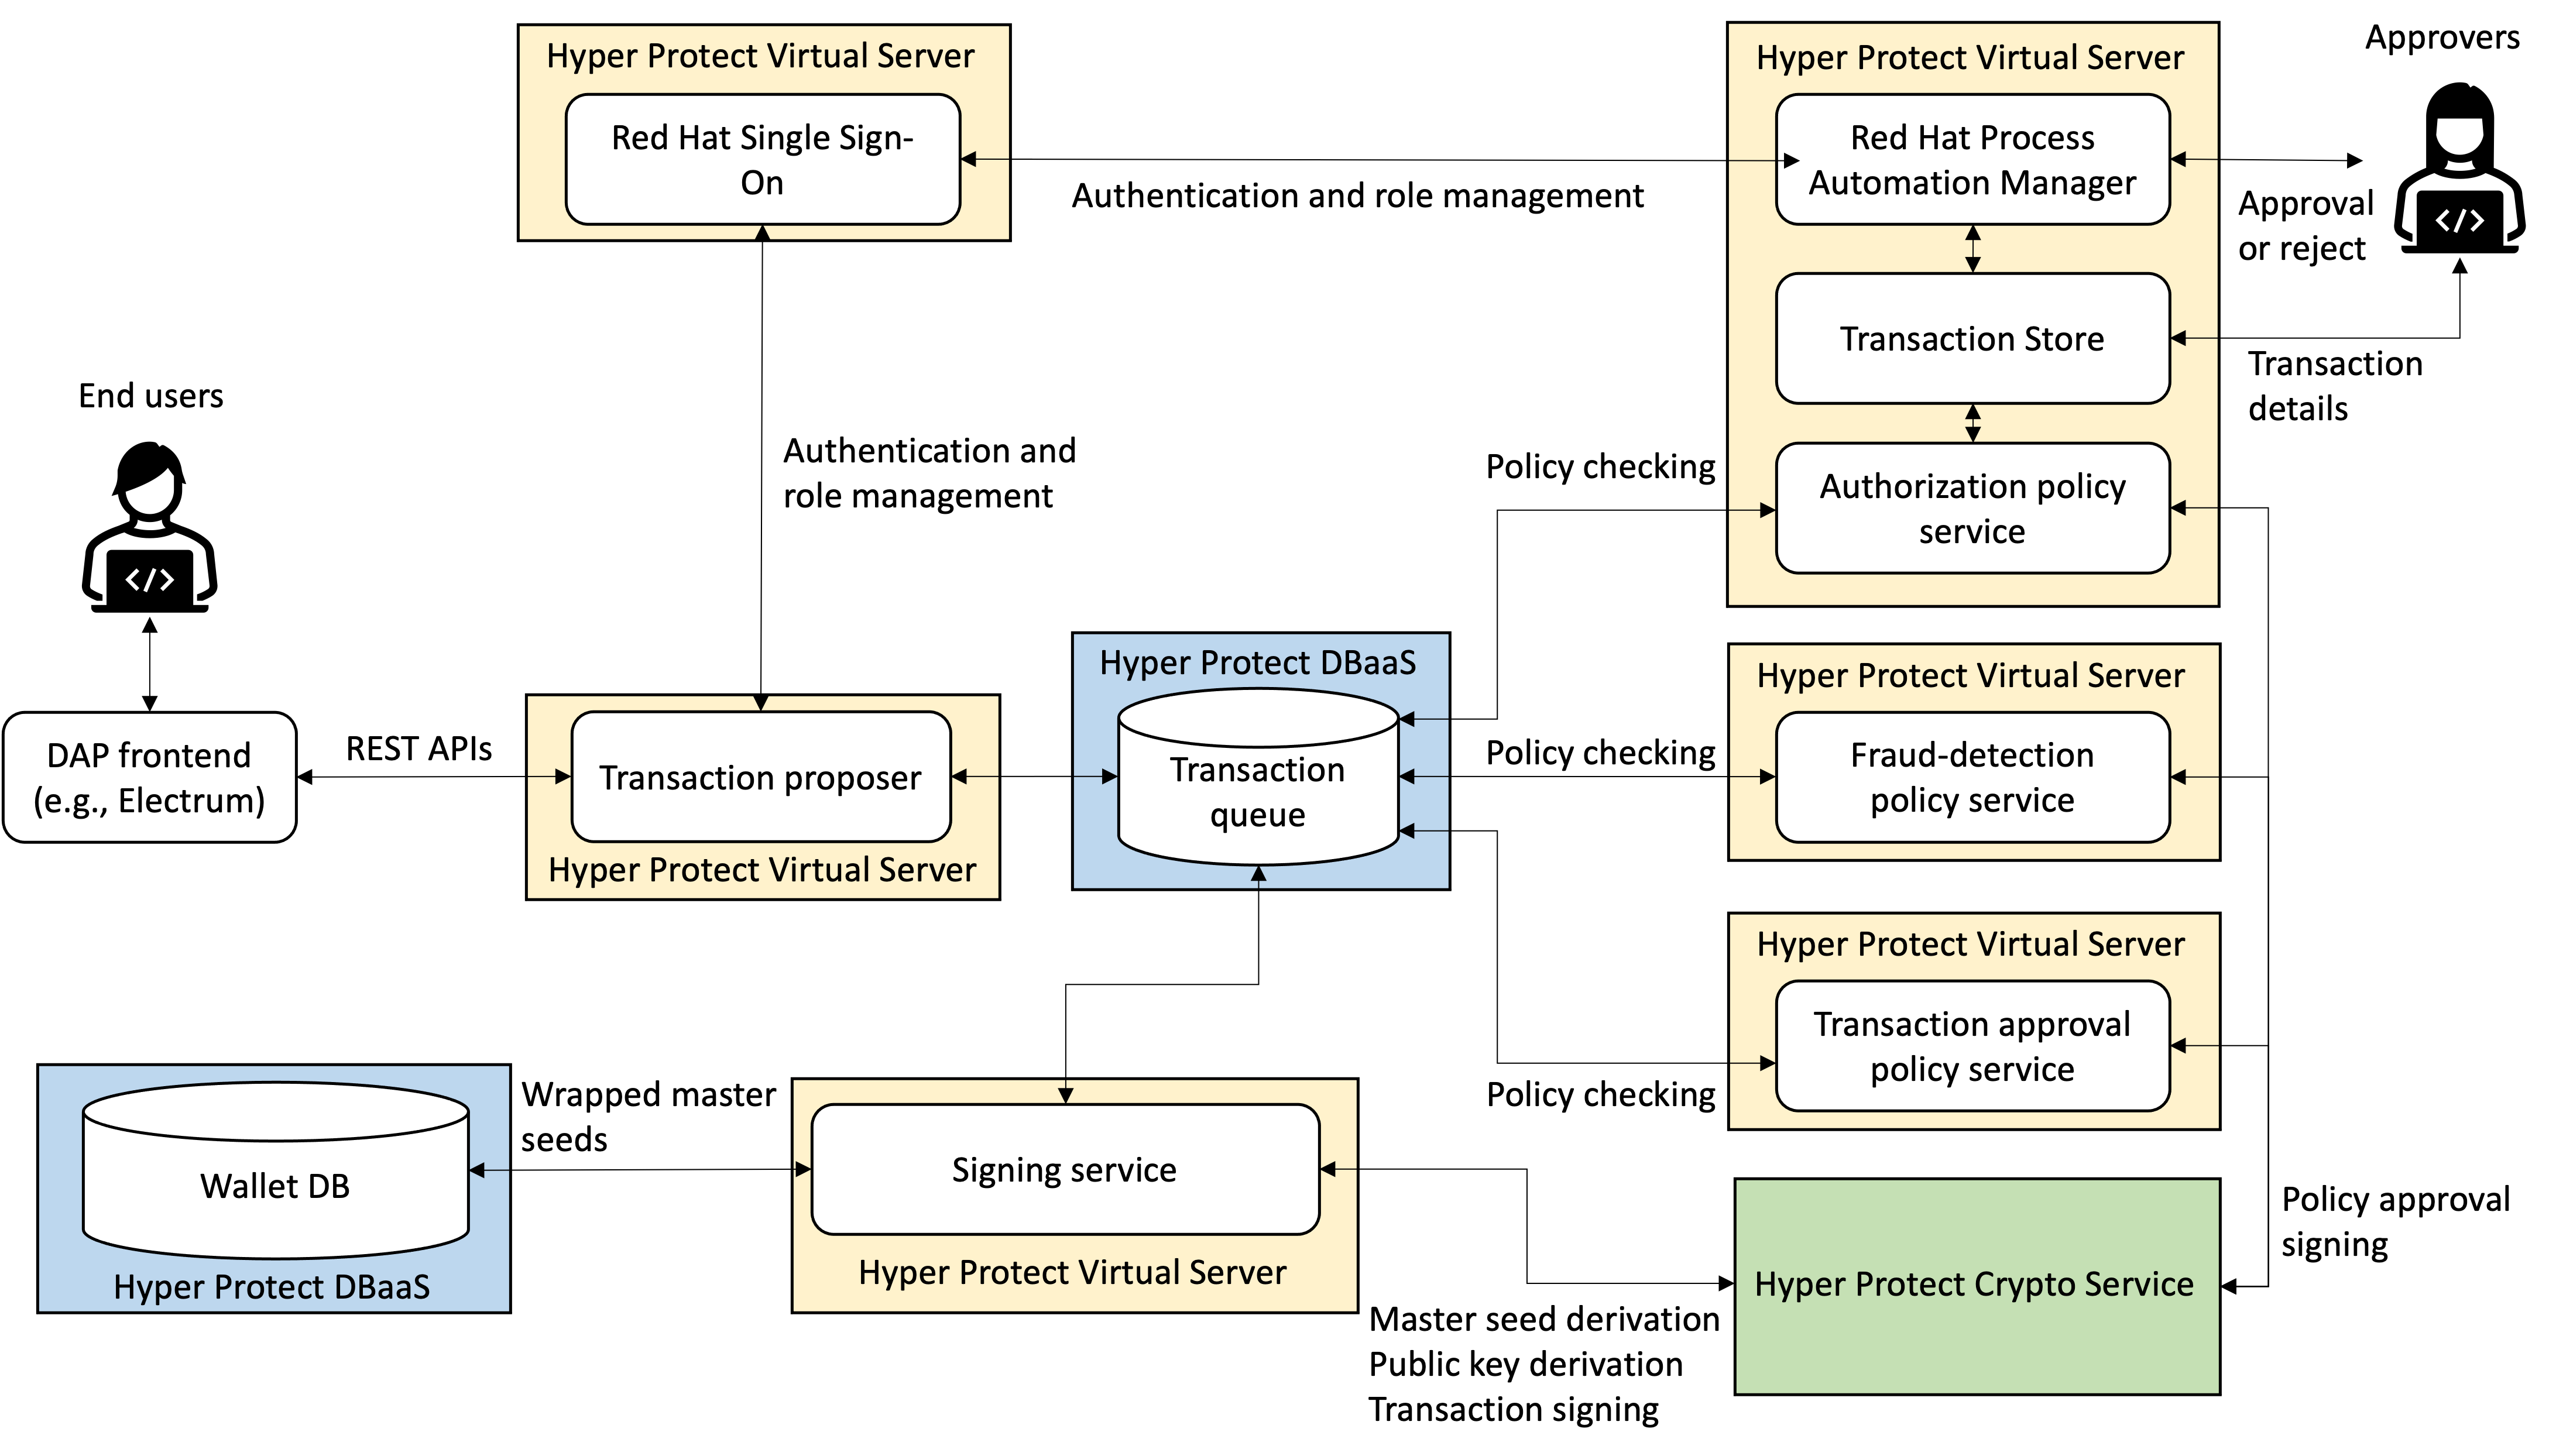 Hyper Protect Virtual Server
Red Hat Single Sign-
On
Authentication and role management
Hyper Protect Virtual Server
Red Hat Process
Automation Manager
Transaction Store
Authorization policy
service
Approvers
Approval
or reject
Transaction
details
End users
Authentication and
role management
Policy checking
DAP frontend
(e.g., Electrum)
REST APIs
Transaction proposer
Hyper Protect Virtual Server
Hyper Protect DBaaS
Transaction
queue
Policy checking
Hyper Protect Virtual Server
Fraud-detection
policy service
Hyper Protect Virtual Server
Transaction approval
policy service
Policy checking
Wallet DB
Hyper Protect DBaaS
Wrapped master
seeds
Signing service
Hyper Protect Virtual Server
Master seed derivation
Public key derivation
Transaction signing
Hyper Protect Crypto Service
Policy approval
signing